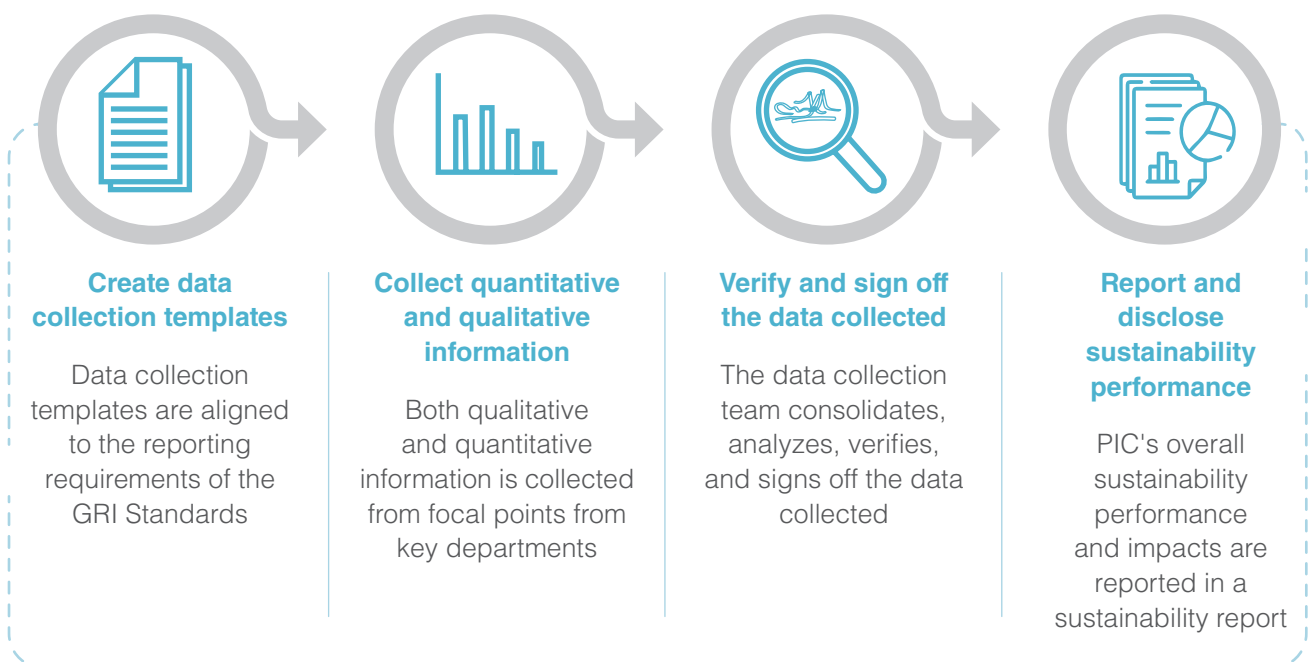 Create data
collection templates
Data collection
templates are aligned
to the reporting
requirements of the
GRI Standards
Collect quantitative
and qualitative
information
Both qualitative
and quantitative
information is collected
from focal points from
key departments
Verify and sign off
the data collected
The data collection
team consolidates,
analyzes, verifies,
and signs off the data
collected
Report and
disclose
sustainability
performance
PIC's overall
sustainability
performance
and impacts are
reported in a
sustainability report